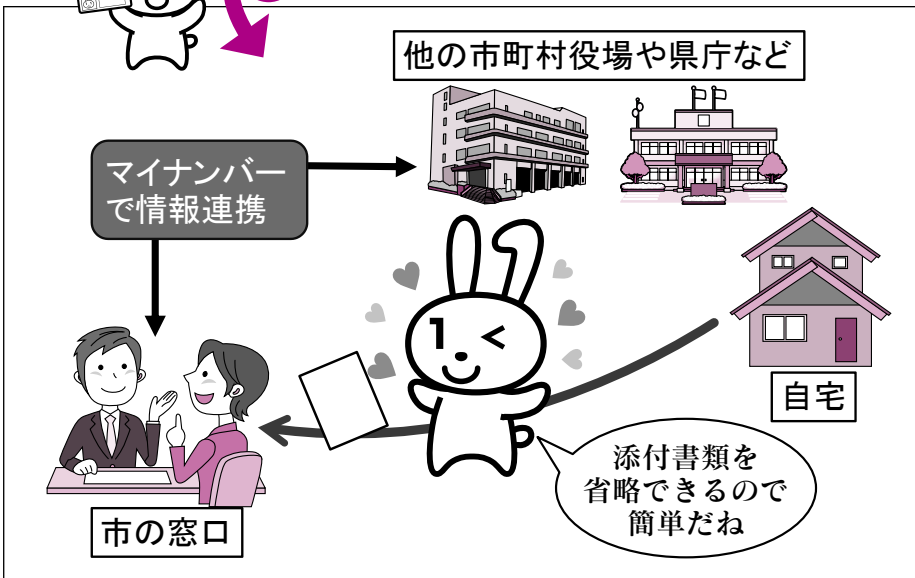 他の市町村役場や県庁など
マイナンバー
で情報連携
自宅
添付書類を
省略できるので
簡単だね
市の窓口